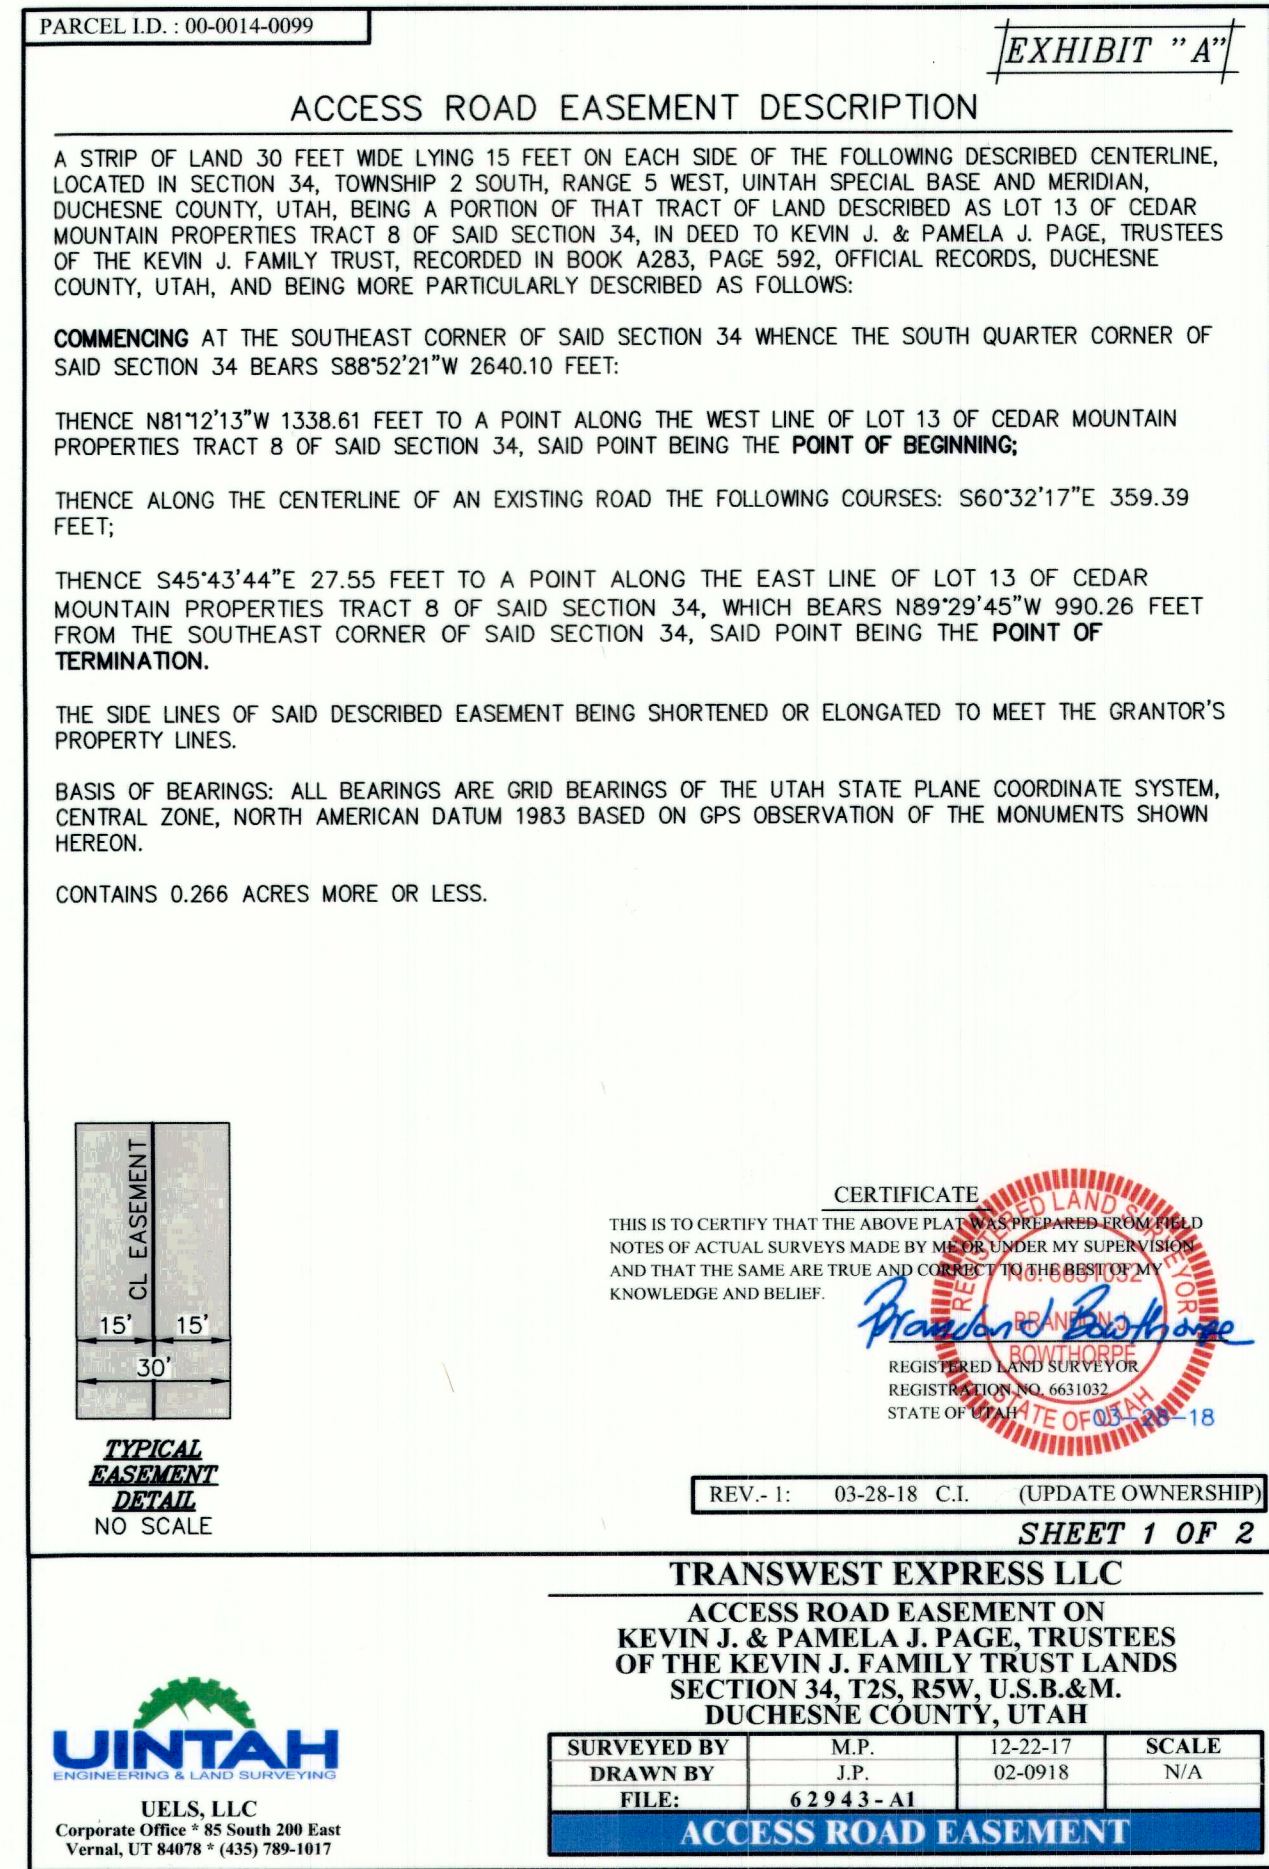 PARCEL I.D. : 00-0014-0099
EXHIBIT "A"
ACCESS ROAD EASEMENT DESCRIPTION
A STRIP OF LAND 30 FEET WIDE LYING 15 FEET ON EACH SIDE OF THE FOLLOWING DESCRIBED CENTERLINE,
LOCATED IN SECTION 34, TOWNSHIP 2 SOUTH, RANGE 5 WEST, UINTAH SPECIAL BASE AND MERIDIAN,
DUCHESNE COUNTY, UTAH, BEING A PORTION OF THAT TRACT OF LAND DESCRIBED AS LOT 13 OF CEDAR
MOUNTAIN PROPERTIES TRACT 8 OF SAID SECTION 34, IN DEED TO KEVIN J. & PAMELA J. PAGE, TRUSTEES
OF THE KEVIN J. FAMILY TRUST, RECORDED IN BOOK A283, PAGE 592, OFFICIAL RECORDS, DUCHESNE
COUNTY, UTAH, AND BEING MORE PARTICULARLY DESCRIBED AS FOLLOWS:
COMMENCING AT THE SOUTHEAST CORNER OF SAID SECTION 34 WHENCE THE SOUTH QUARTER CORNER OF
SAID SECTION 34 BEARS S88°52'21"W 2640.10 FEET:
THENCE N81°12'13"W 1338.61 FEET TO A POINT ALONG THE WEST LINE OF LOT 13 OF CEDAR MOUNTAIN
PROPERTIES TRACT 8 OF SAID SECTION 34, SAID POINT BEING THE POINT OF BEGINNING;
THENCE ALONG THE CENTERLINE OF AN EXISTING ROAD THE FOLLOWING COURSES: S60°32'17"E 359.39
FEET;
THENCE S45°43'44"E 27.55 FEET TO A POINT ALONG THE EAST LINE OF LOT 13 OF CEDAR
MOUNTAIN PROPERTIES TRACT 8 OF SAID SECTION 34, WHICH BEARS N89°29'45"W 990.26 FEET
FROM THE SOUTHEAST CORNER OF SAID SECTION 34, SAID POINT BEING THE POINT OF
TERMINATION.
THE SIDE LINES OF SAID DESCRIBED EASEMENT BEING SHORTENED OR ELONGATED TO MEET THE GRANTOR'S
PROPERTY LINES.
BASIS OF BEARINGS: ALL BEARINGS ARE GRID BEARINGS OF THE UTAH STATE PLANE COORDINATE SYSTEM,
CENTRAL ZONE, NORTH AMERICAN DATUM 1983 BASED ON GPS OBSERVATION OF THE MONUMENTS SHOWN
HEREON.
CONTAINS 0.266 ACRES MORE OR LESS.
CL EASEMENT
15' 15'
30'
TYPICAL
EASEMENT
DETAIL
NO SCALE
CERTIFICATE
THIS IS TO CERTIFY THAT THE ABOVE PLAT WAS PREPARED FROM FIELD
NOTES OF ACTUAL SURVEYS MADE BY ME OR UNDER MY SUPERVISION
AND THAT THE SAME ARE TRUE AND CORRECT TO THE BEST OF MY
KNOWLEDGE AND BELIEF.
Brandon J Bowthorpe
REGISTERED LAND SURVEYOR
REGISTRATION NO. 6631032
STATE OF UTAH
REGISTERED LAND SURVEYOR
No. 6631032
BRANDON J.
BOWTHORPE
STATE OF UTAH
03-28-18
REV.- 1: 03-28-18 C.I. (UPDATE OWNERSHIP)
SHEET 1 OF 2
TRANSWEST EXPRESS LLC
ACCESS ROAD EASEMENT ON
KEVIN J. & PAMELA J. PAGE, TRUSTEES
OF THE KEVIN J. FAMILY TRUST LANDS
SECTION 34, T2S, R5W, U.S.B.&M.
DUCHESNE COUNTY, UTAH
SURVEYED BY M.P. 12-22-17 SCALE
DRAWN BY J.P. 02-0918 N/A
FILE: 62943-A1
ACCESS ROAD EASEMENT
UINTAH
ENGINEERING & LAND SURVEYING
UELS, LLC
Corporate Office * 85 South 200 East
Vernal, UT 84078 * (435) 789-1017